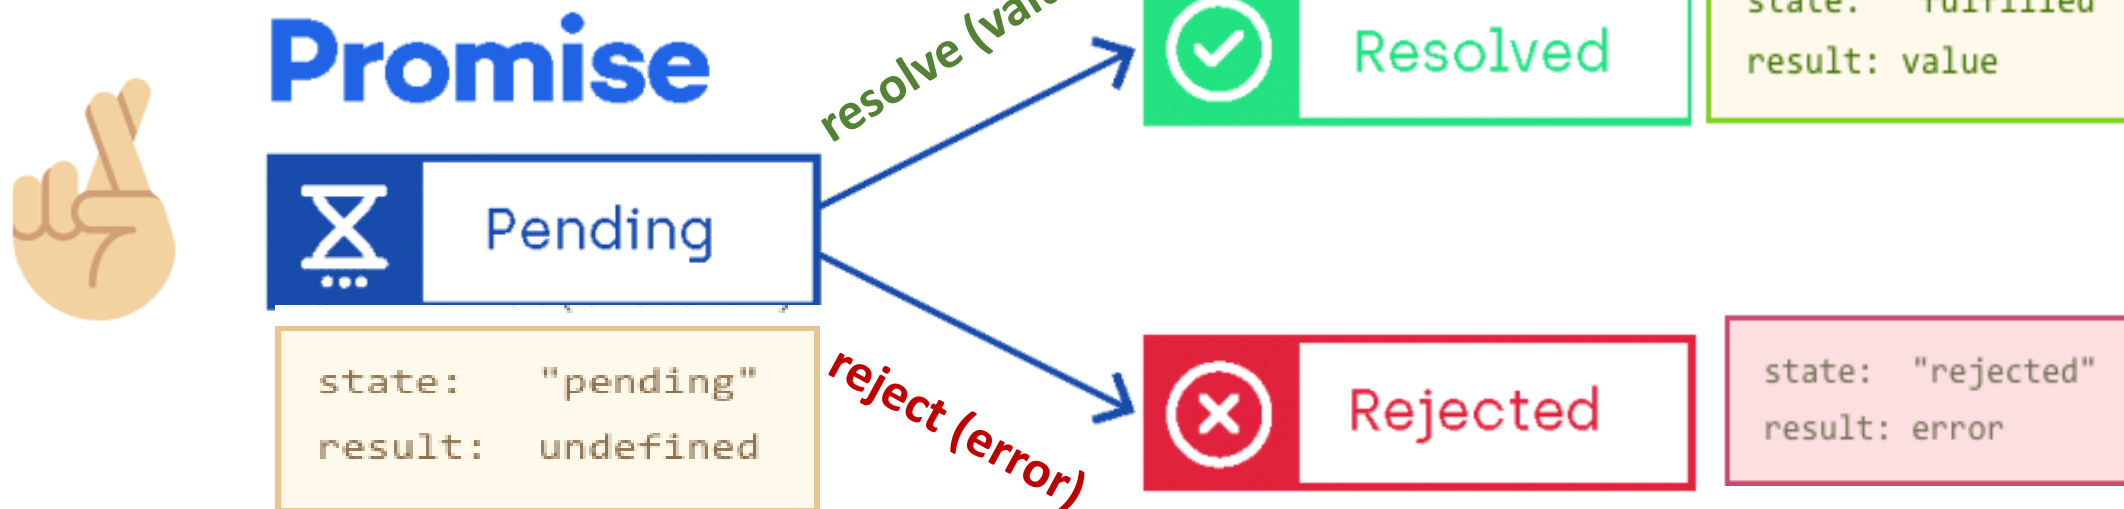 Promise
Pending
state: "pending"
result: undefined
resolve
reject (error)
Resolved
result: value
Rejected
state: "rejected"
result: error